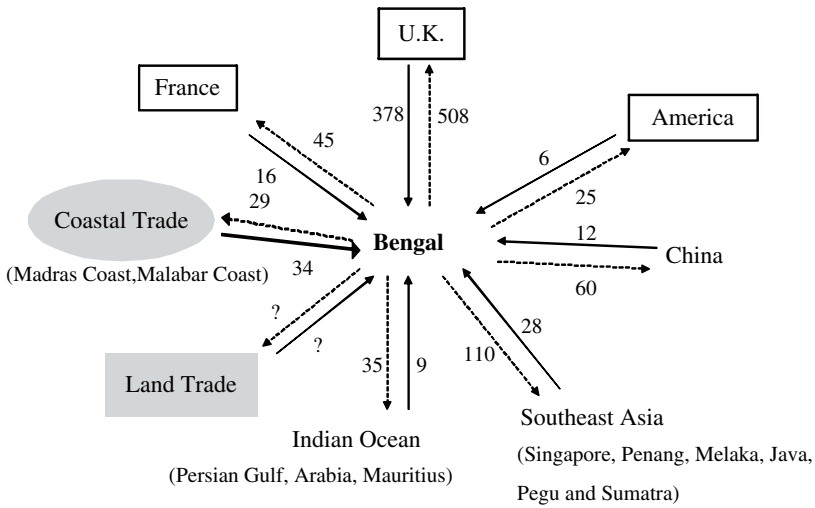 U.K.
France
America
378
508
45
16
6
25
29
Coastal Trade
(Madras Coast,Malabar Coast)
34
Bengal
12
China
60
?
?
Land Trade
35
9
110
28
Indian Ocean
(Persian Gulf, Arabia, Mauritius)
Southeast Asia
(Singapore, Penang, Melaka, Java,
Pegu and Sumatra)